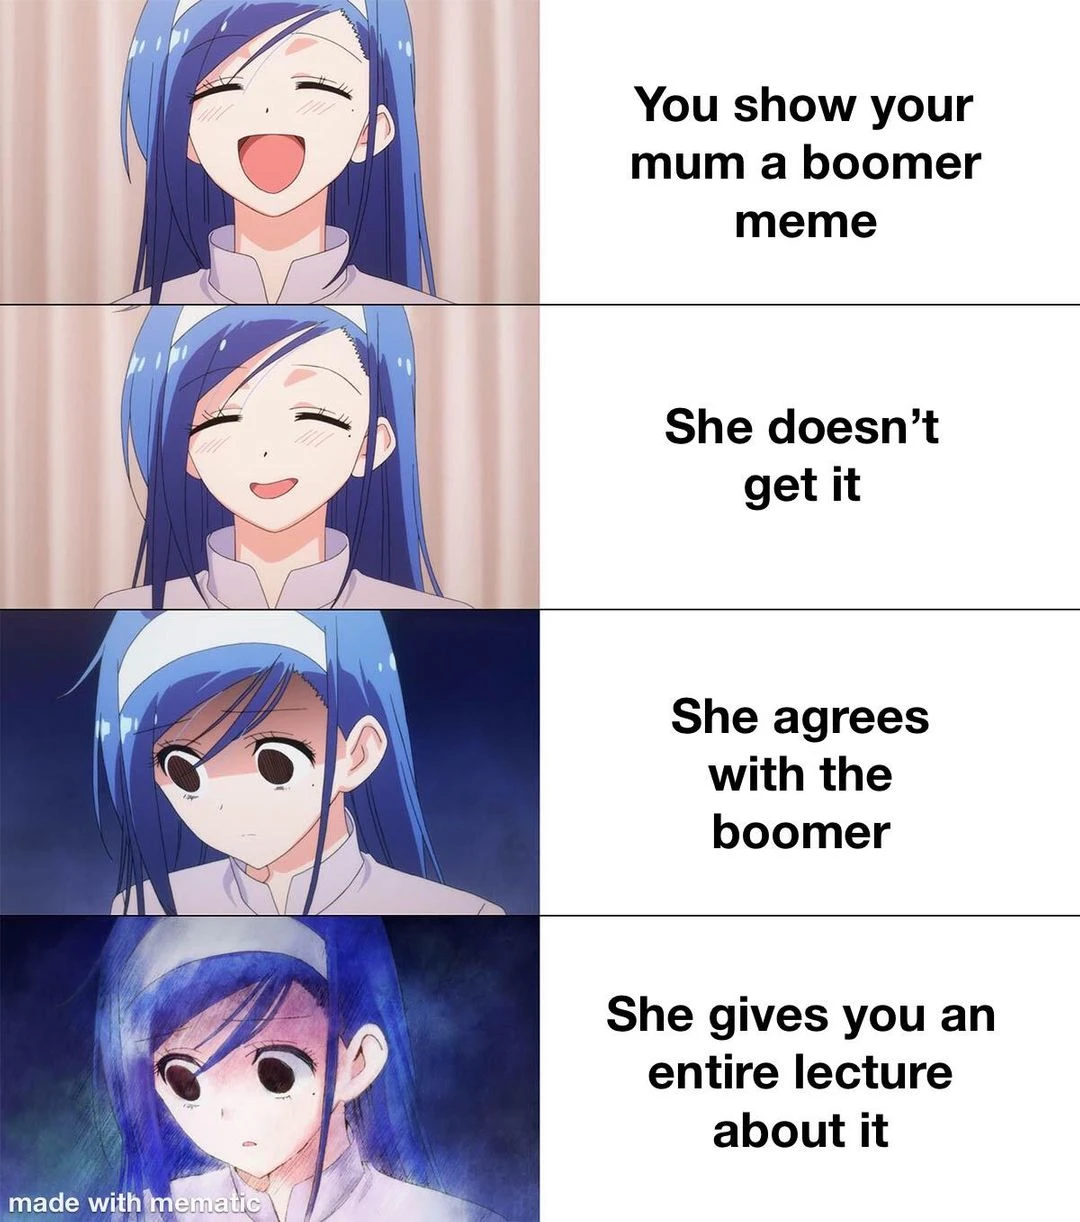 You show your
mum a boomer
meme
She doesn’t
get it
She agrees
with the
boomer
She gives you an
entire lecture
about it
made with mematic